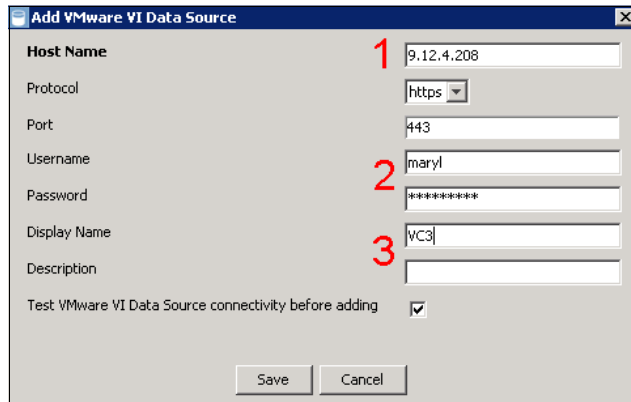 Add VMware VI Data Source
Host Name 1 9.12.4.208
Protocol https
Port 443
Username maryl
2
Password *********
Display Name VC3
3
Description
Test VMware VI Data Source connectivity before adding
Save Cancel